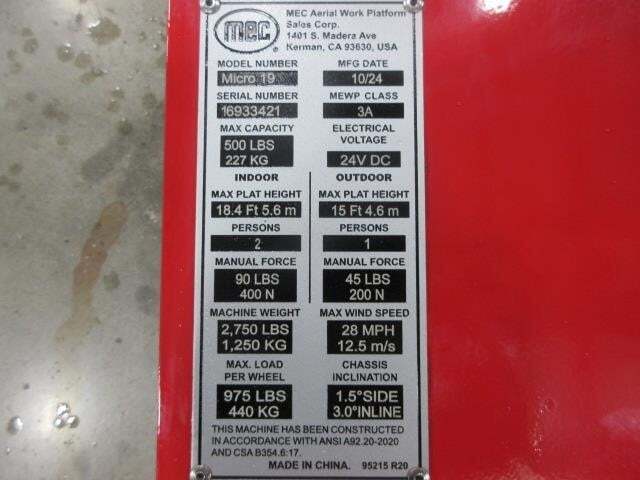 MEC
®
MEC Aerial Work Platform
Sales Corp.
1401 S. Madera Ave
Kerman, CA 93630, USA
MODEL NUMBER
Micro 19
MFG DATE
10/24
SERIAL NUMBER
16933421
MEWP CLASS
3A
MAX CAPACITY
500 LBS
227 KG
ELECTRICAL
VOLTAGE
24V DC
INDOOR
OUTDOOR
MAX PLAT HEIGHT
18.4 Ft 5.6 m
MAX PLAT HEIGHT
15 Ft 4.6 m
PERSONS
2
PERSONS
1
MANUAL FORCE
90 LBS
400 N
MANUAL FORCE
45 LBS
200 N
MACHINE WEIGHT
2,750 LBS
1,250 KG
MAX WIND SPEED
28 MPH
12.5 m/s
MAX. LOAD
PER WHEEL
975 LBS
440 KG
CHASSIS
INCLINATION
1.5°SIDE
3.0°INLINE
THIS MACHINE HAS BEEN CONSTRUCTED
IN ACCORDANCE WITH ANSI A92.20-2020
AND CSA B354.6:17.
MADE IN CHINA. 95215 R20